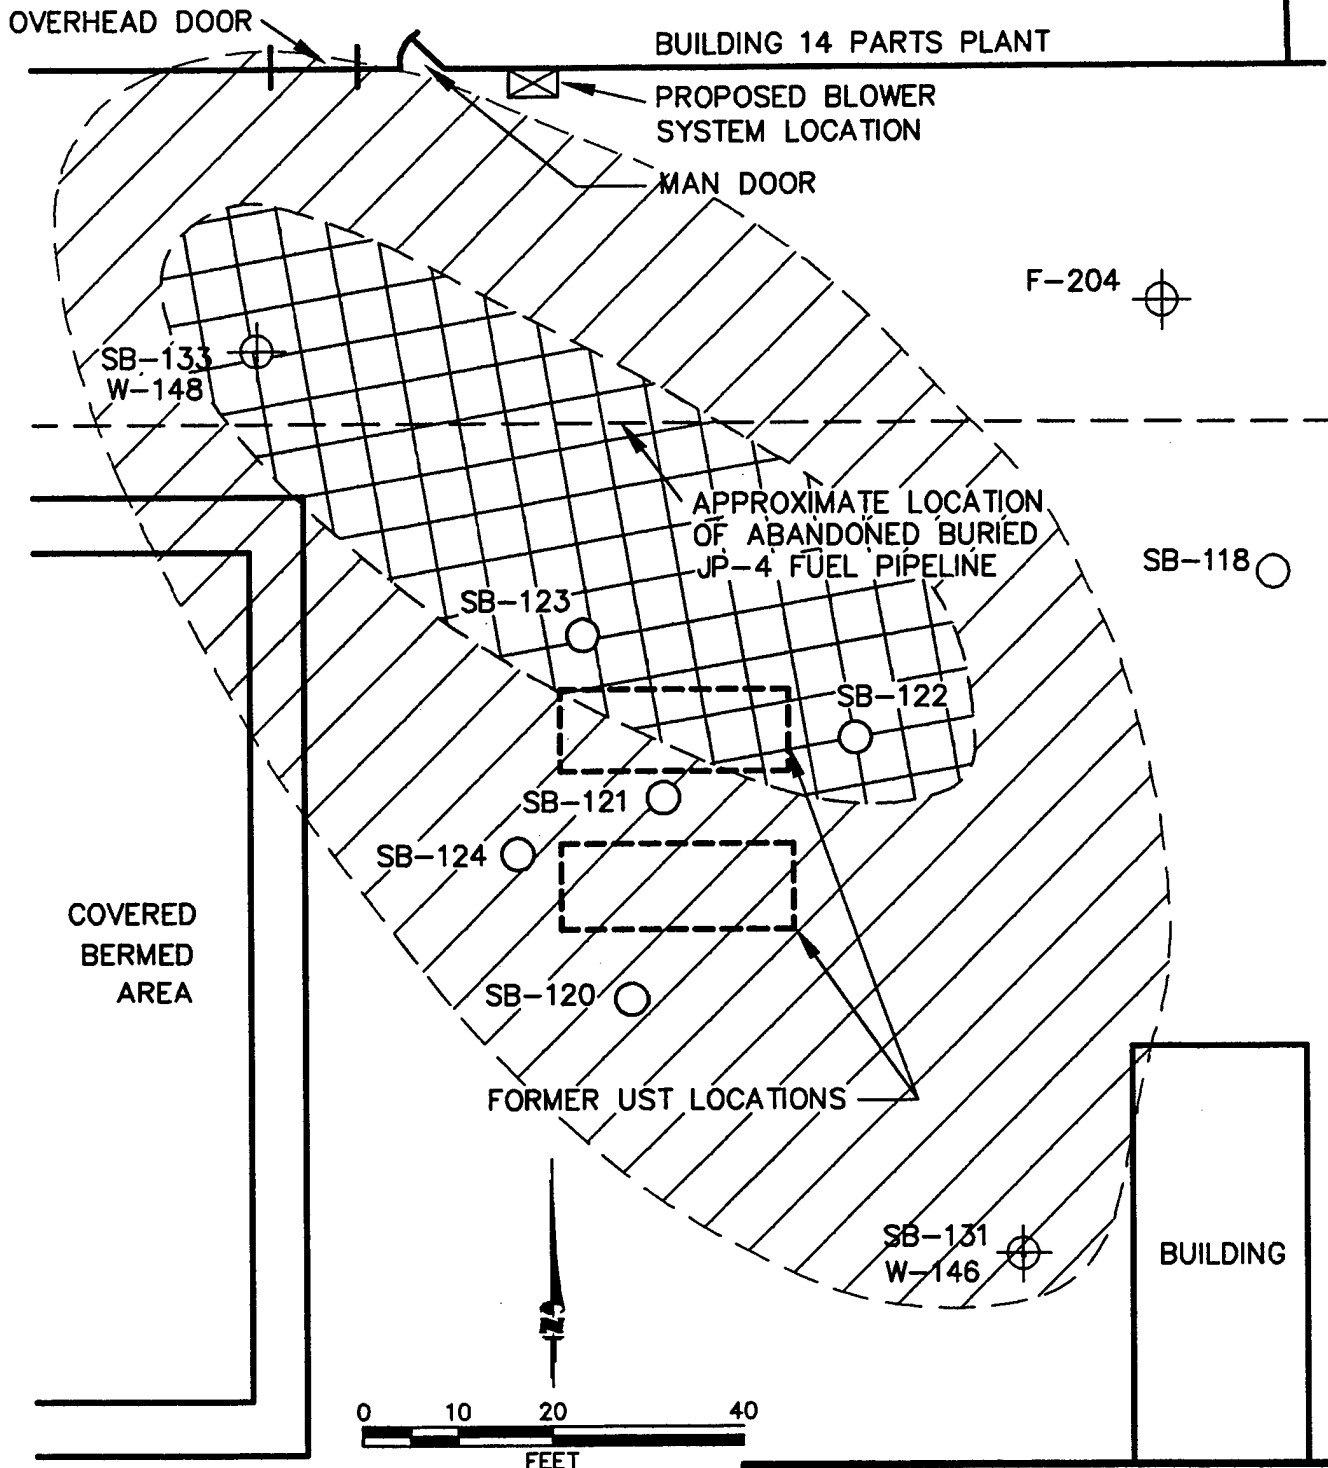 OVERHEAD DOOR
BUILDING 14 PARTS PLANT
PROPOSED BLOWER
SYSTEM LOCATION
MAN DOOR
F-204
SB-133
W-148
APPROXIMATE LOCATION
OF ABANDONED BURIED
JP-4 FUEL PIPELINE
SB-118
SB-123
SB-122
SB-121
SB-124
COVERED
BERMED
AREA
SB-120
FORMER UST LOCATIONS
SB-131
W-146
BUILDING
N
0 10 20 40
FEET